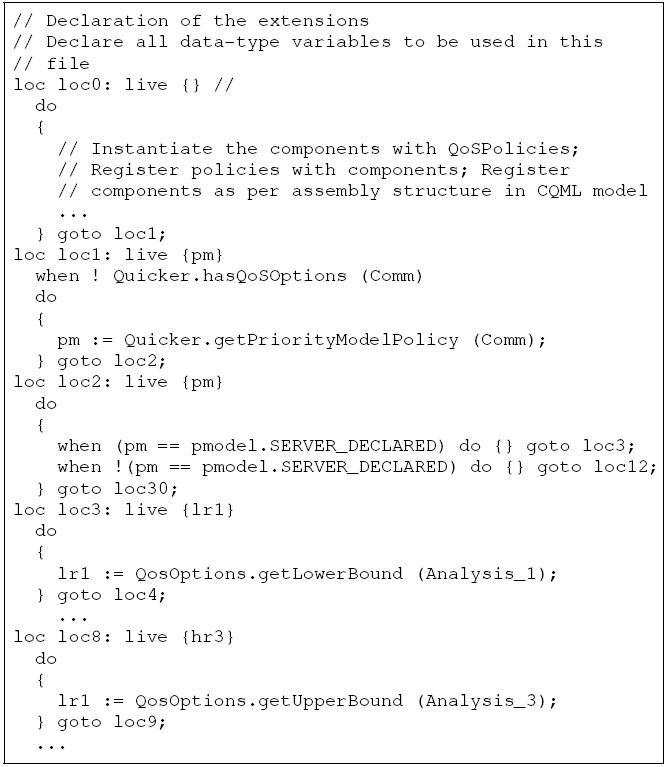 // Declaration of the extensions
// Declare all data-type variables to be used in this
// file
loc loc0: live {} //
  do
  {
    // Instantiate the components with QoSPolicies;
    // Register policies with components; Register
    // components as per assembly structure in CQML model
    ...
  } goto loc1;
loc loc1: live {pm}
  when ! Quicker.hasQoSOptions (Comm)
  do
  {
    pm := Quicker.getPriorityModelPolicy (Comm);
  } goto loc2;
loc loc2: live {pm}
  do
  {
    when (pm == pmodel.SERVER_DECLARED) do {} goto loc3;
    when !(pm == pmodel.SERVER_DECLARED) do {} goto loc12;
  } goto loc30;
loc loc3: live {lr1}
  do
  {
    lr1 := QosOptions.getLowerBound (Analysis_1);
  } goto loc4;
    ...
loc loc8: live {hr3}
  do
  {
    lr1 := QosOptions.getUpperBound (Analysis_3);
  } goto loc9;
  ...